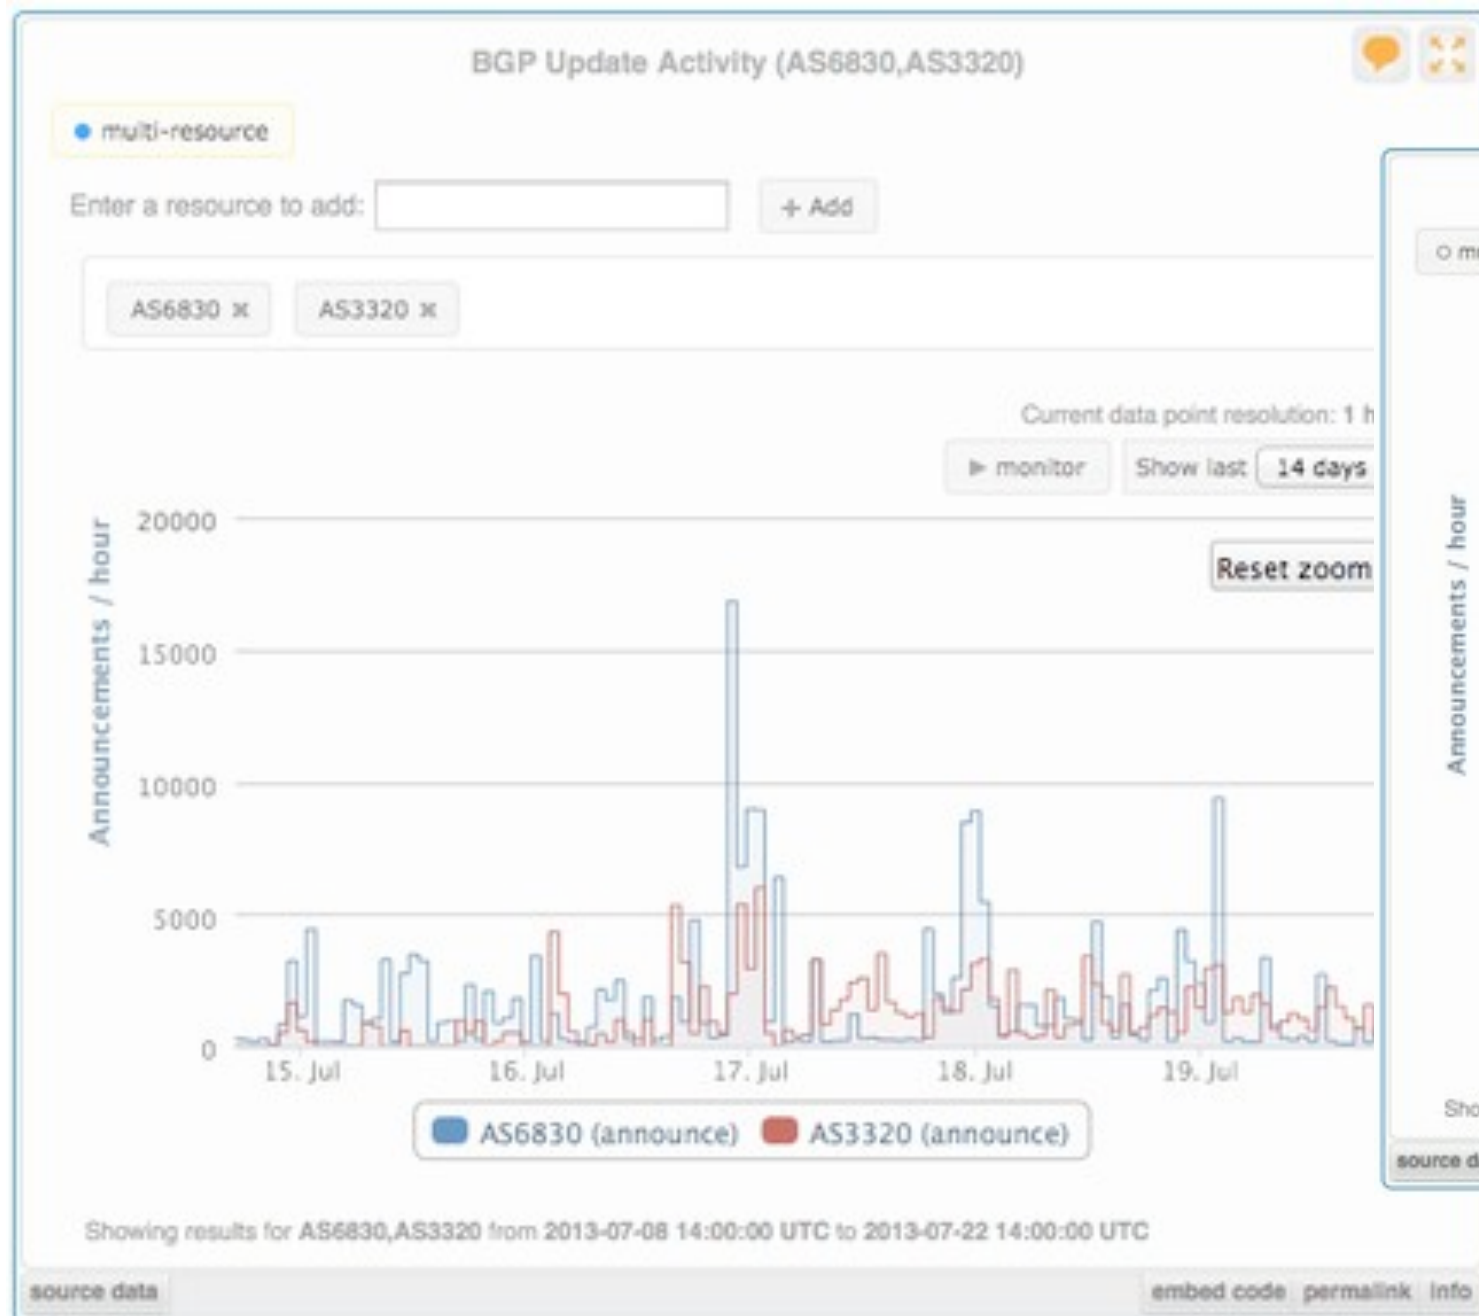 BGP Update Activity (AS6830,AS3320)
multi-resource
Enter a resource to add:
+ Add
AS6830 ×
AS3320 ×
Current data point resolution: 1 h
monitor
Show last
14 days
Reset zoom
Announcements / hour
20000
15000
10000
5000
0
15. Jul
16. Jul
17. Jul
18. Jul
19. Jul
AS6830 (announce)
AS3320 (announce)
Showing results for AS6830,AS3320 from 2013-07-08 14:00:00 UTC to 2013-07-22 14:00:00 UTC
source data
embed code
permalink
info
Announcements / hour
Sho
source d